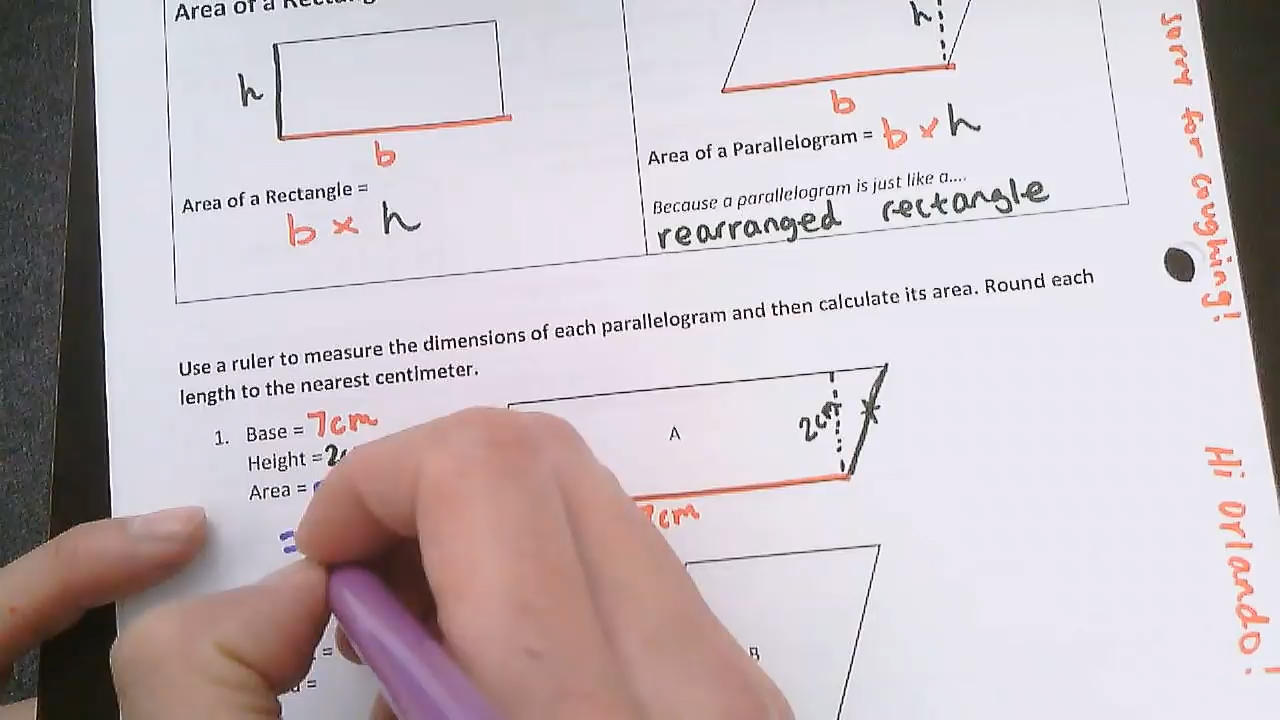 Area of a
h
b
Area of a Rectangle =
b x h
h
b
Area of a Parallelogram = b x h
Because a parallelogram is just like a....
rearranged rectangle
Use a ruler to measure the dimensions of each parallelogram and then calculate its area. Round each
length to the nearest centimeter.
1. Base = 7cm
Height =
Area =
=
A
2cm
7cm
B
=
=
sorry for coughing!
Hi Orlando!